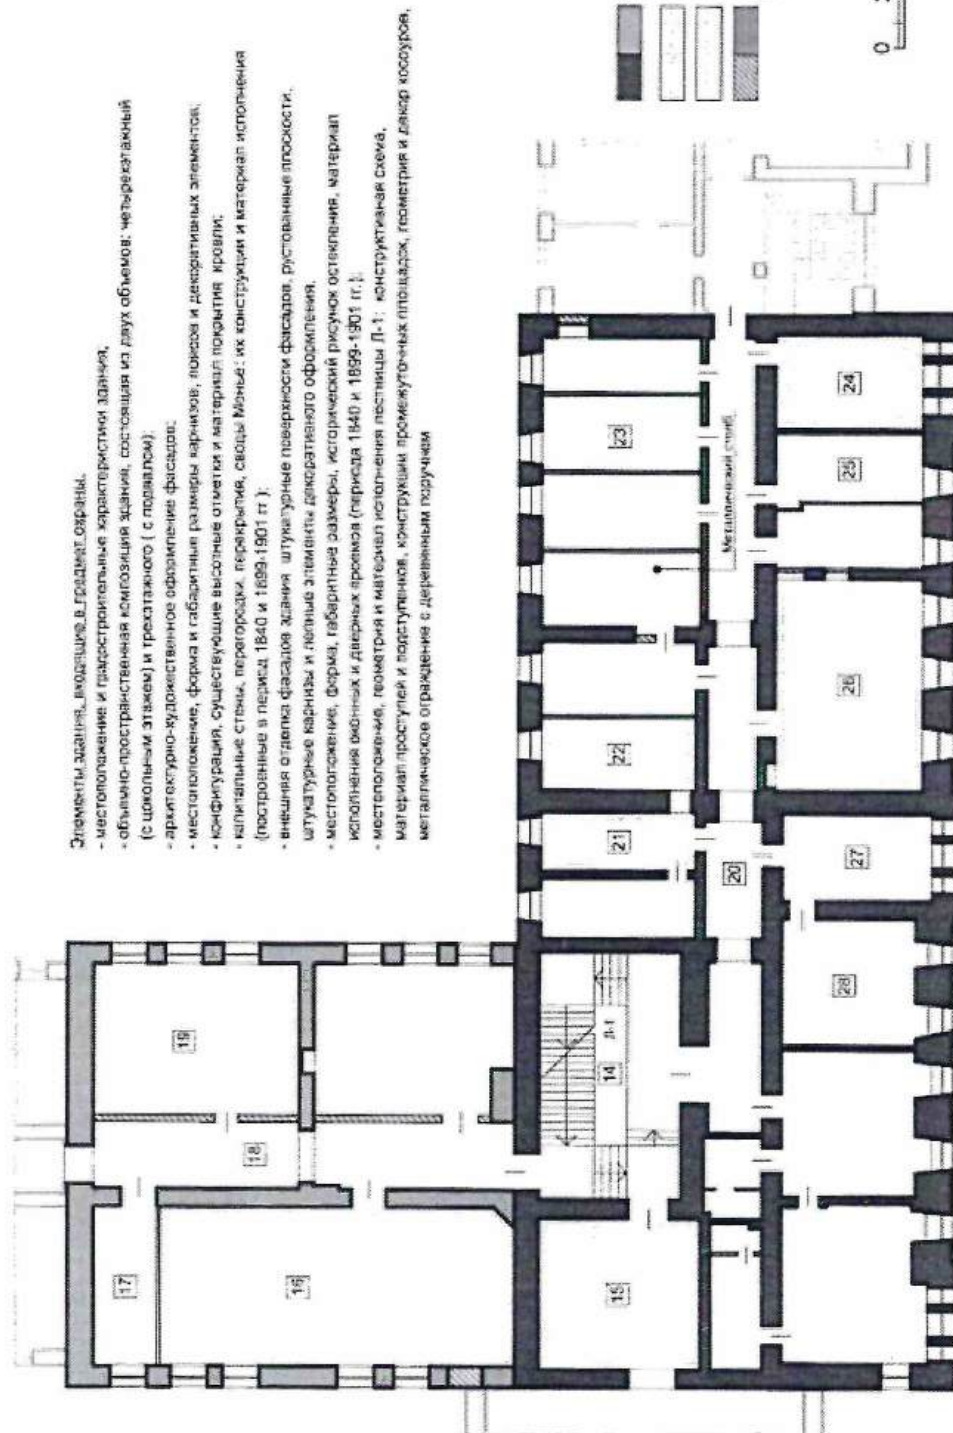 Элементы здания, входящие в предмет охраны:
- местоположение и градостроительные характеристики здания,
- объемно-пространственная композиция здания, состоящая из двух объемов: четырехэтажный
(с цокольным этажем) и трехэтажного ( с подвалом);
- архитектурно-художественное оформление фасадов:
- местоположение, форма и габаритные размеры карнизов, поясов и декоративных элементов;
- конфигурация, существующие высотные отметки и материал покрытия кровли;
- капитальные стены, перегородки, перекрытия, своды Монье: их конструкции и материал исполнения
(построенные в период 1840 и 1899-1901 гг );
- внешняя отделка фасадов здания штукатурные поверхности фасадов, рустованные плоскости,
штукатурные карнизы и лепные элементы декоративного оформления,
- местоположение, форма, габаритные размеры, исторический рисунок остекления, материал
исполнения оконных и дверных проемов (периода 1840 и 1899-1901 гг.);
- местоположение, геометрия и материал исполнения лестницы Л-1: конструктивная схема,
материал проступей и подступенков, конструкции промежуточных площадок, геометрия и декор косоуров,
металлическое ограждение с деревянным поручнем
19
18
17
16
15
14
Л-1
20
21
22
23
24
25
26
27
28
Металлический столб
0